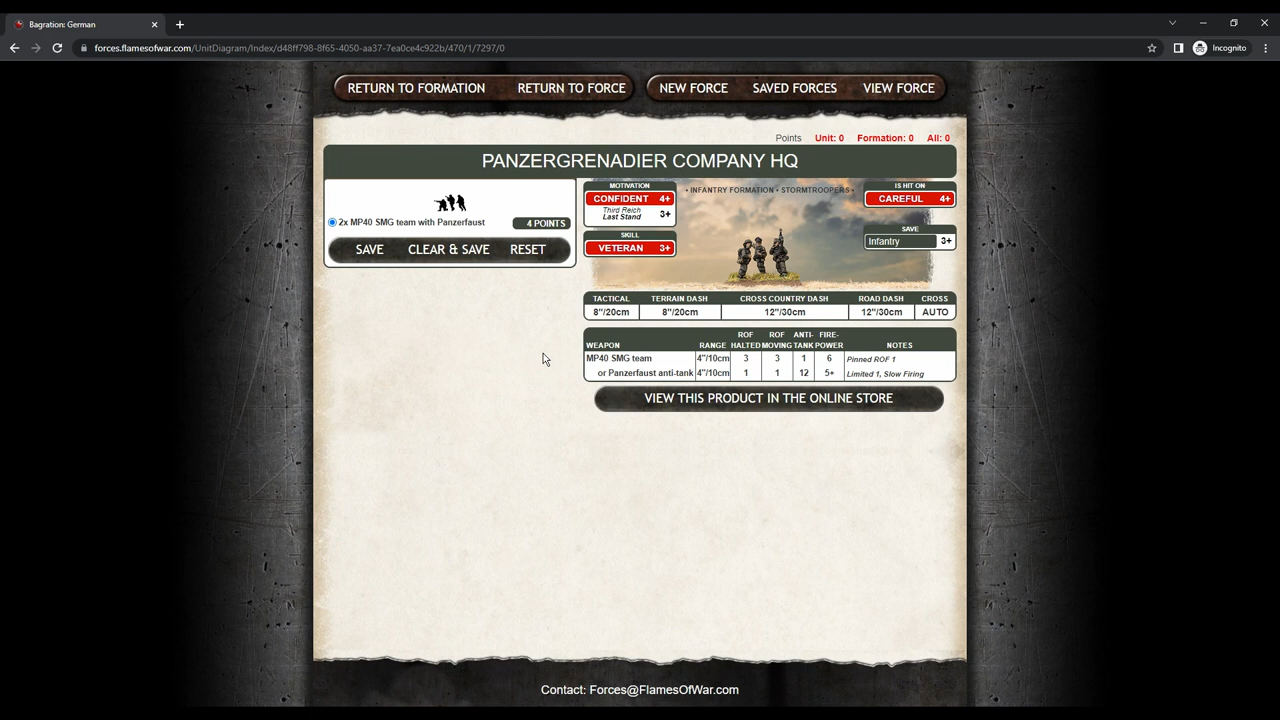 Bagration: German
forces.flamesofwar.com/UnitDiagram/Index/d48ff798-8f65-4050-aa37-7ea0ce4c922b/470/1/7297/0
Incognito
RETURN TO FORMATION RETURN TO FORCE NEW FORCE SAVED FORCES VIEW FORCE
Points Unit: 0 Formation: 0 All: 0
PANZERGRENADIER COMPANY HQ
2x MP40 SMG team with Panzerfaust 4 POINTS
SAVE CLEAR & SAVE RESET
MOTIVATION
CONFIDENT 4+
Third Reich
Last Stand 3+
SKILL
VETERAN 3+
• INFANTRY FORMATION • STORMTROOPERS •
IS HIT ON
CAREFUL 4+
SAVE
Infantry 3+
TACTICAL TERRAIN DASH CROSS COUNTRY DASH ROAD DASH CROSS
8"/20cm 8"/20cm 12"/30cm 12"/30cm AUTO
WEAPON RANGE ROF HALTED ROF MOVING ANTI-TANK FIRE-POWER NOTES
MP40 SMG team 4"/10cm 3 3 1 6 Pinned ROF 1
or Panzerfaust anti-tank 4"/10cm 1 1 12 5+ Limited 1, Slow Firing
VIEW THIS PRODUCT IN THE ONLINE STORE
Contact: Forces@FlamesOfWar.com